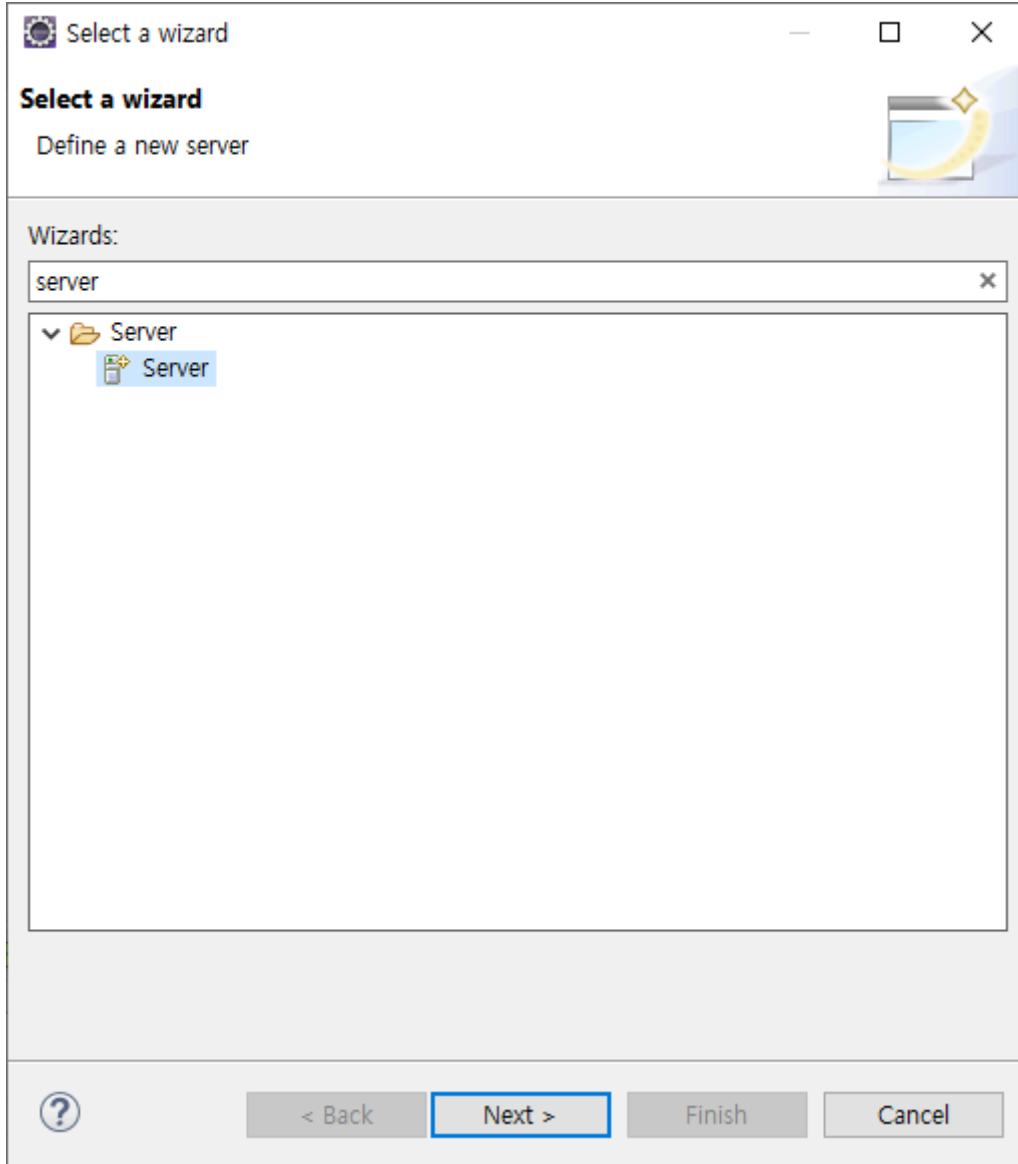 Select a wizard
Select a wizard
Define a new server
Wizards:
server
Server
Server
?
< Back
Next >
Finish
Cancel